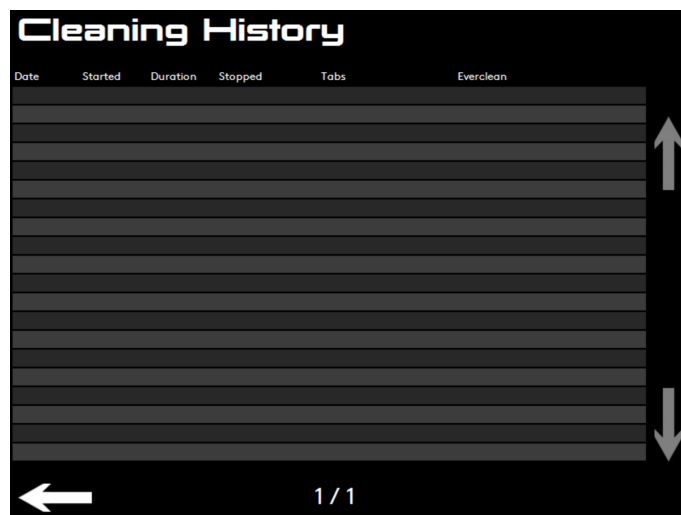 Cleaning History
Date Started Duration Stopped Tabs Everclean
1 / 1